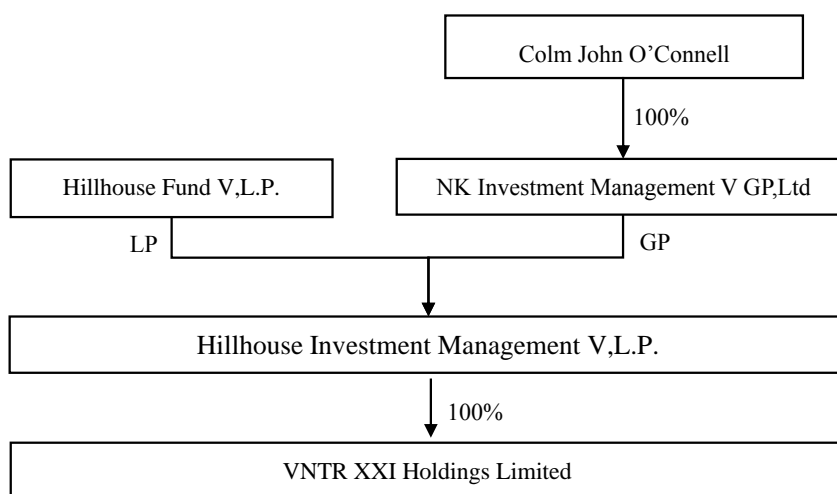 Colm John O’Connell
100%
Hillhouse Fund V,L.P.
NK Investment Management V GP,Ltd
LP
GP
Hillhouse Investment Management V,L.P.
100%
VNTR XXI Holdings Limited